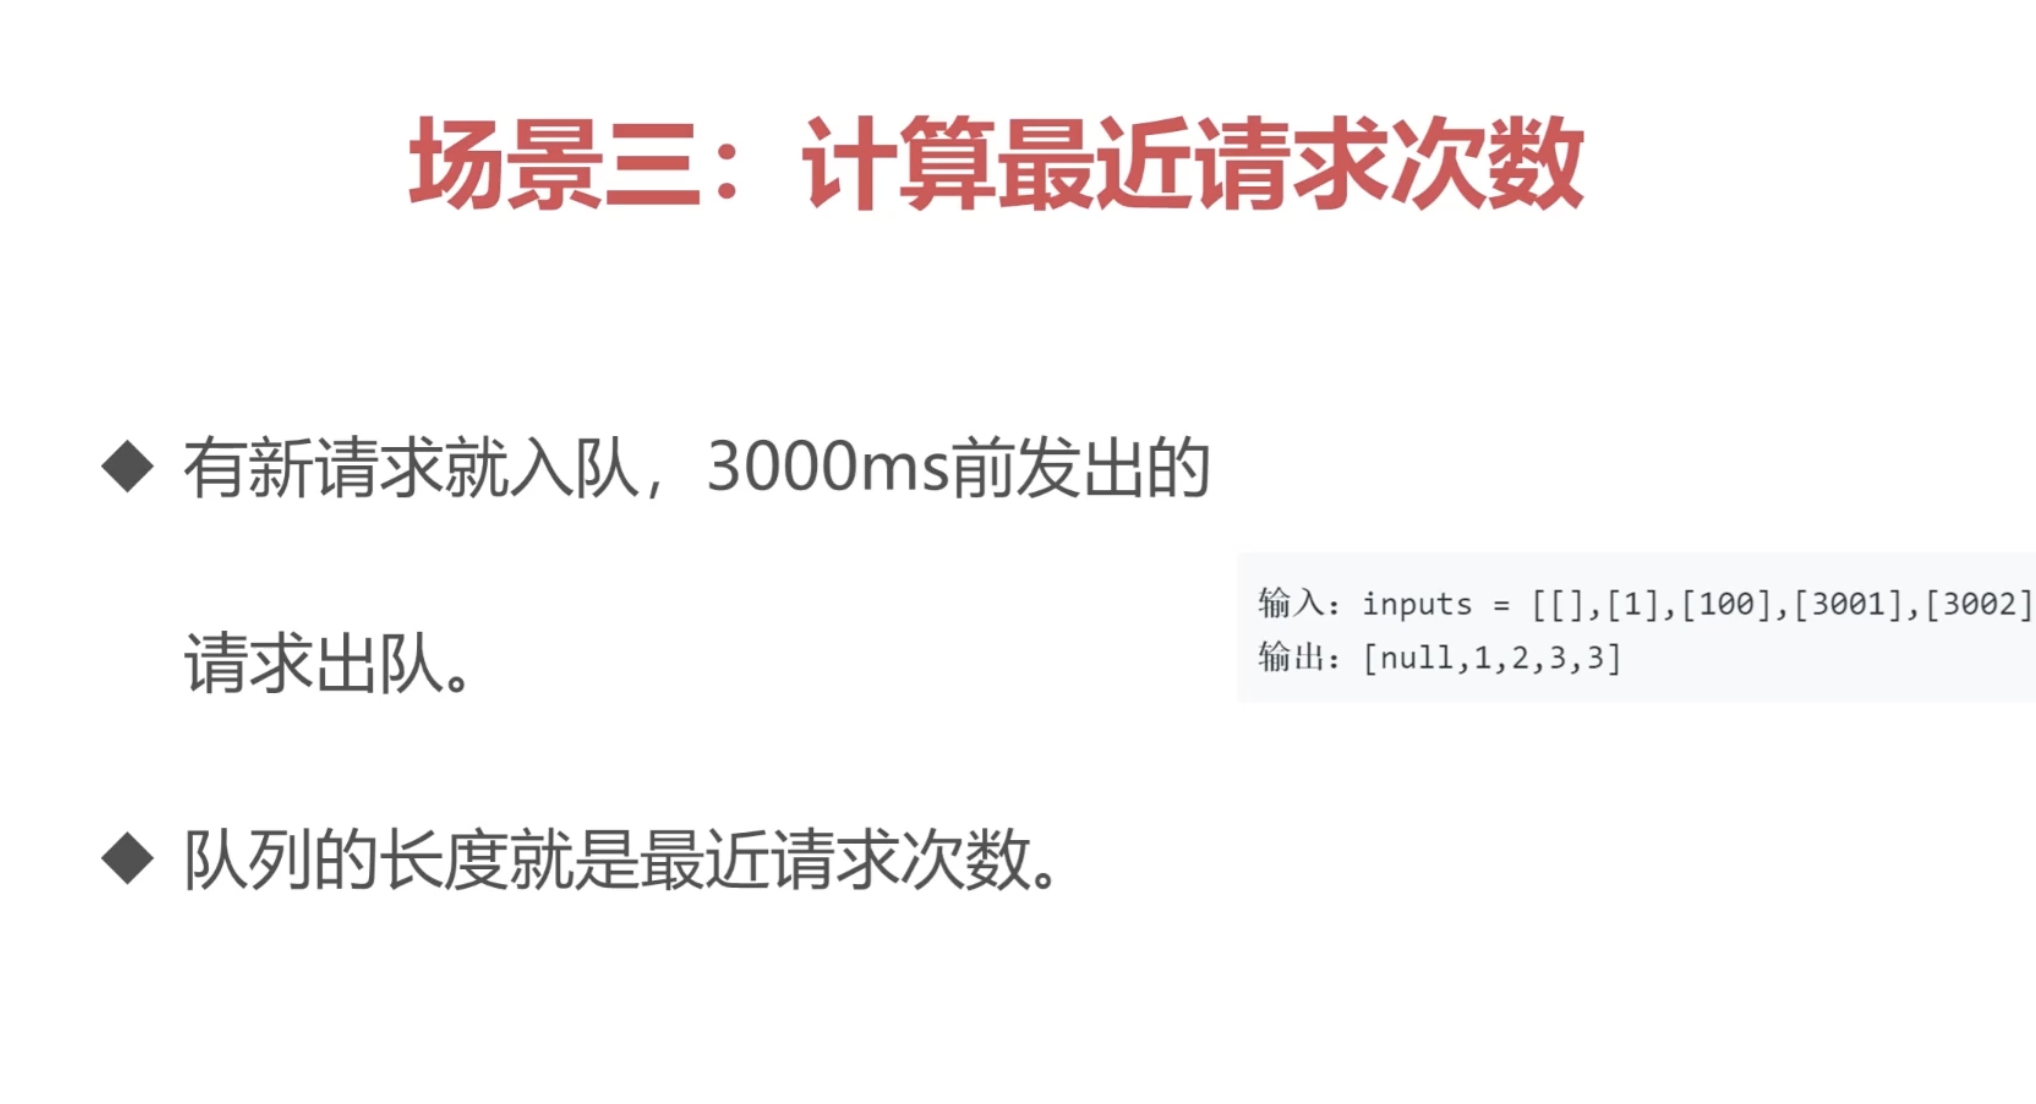 场景三：计算最近请求次数
◆ 有新请求就入队，3000ms前发出的
请求出队。
输入：inputs = [[],[1],[100],[3001],[3002]
输出：[null,1,2,3,3]
◆ 队列的长度就是最近请求次数。